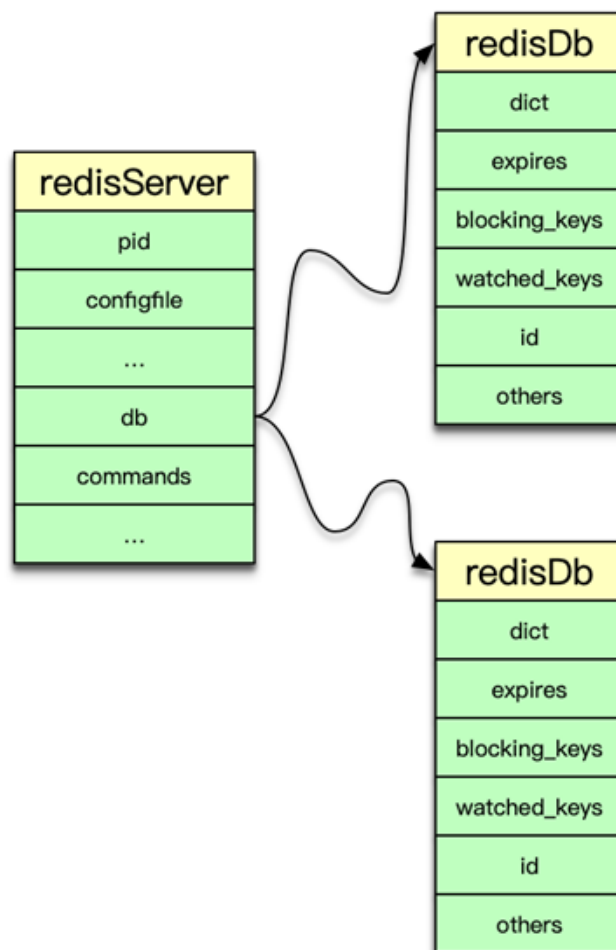 redisServer
pid
configfile
...
db
commands
...
redisDb
dict
expires
blocking_keys
watched_keys
id
others
redisDb
dict
expires
blocking_keys
watched_keys
id
others